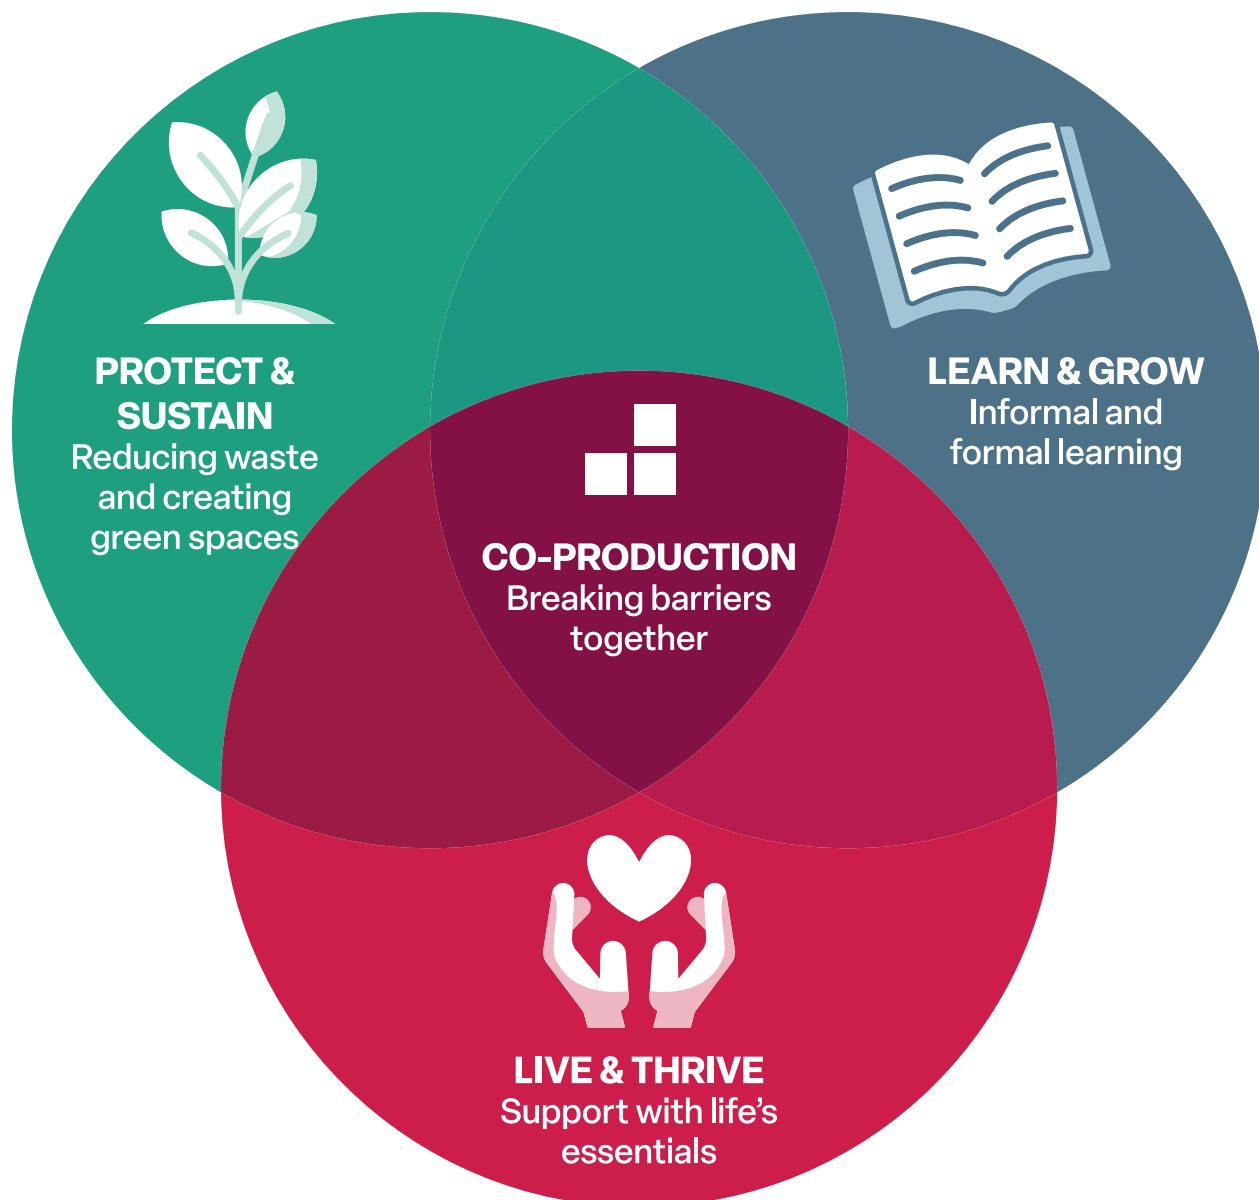 PROTECT &
SUSTAIN
Reducing waste
and creating
green spaces
LEARN & GROW
Informal and
formal learning
CO-PRODUCTION
Breaking barriers
together
LIVE & THRIVE
Support with life’s
essentials